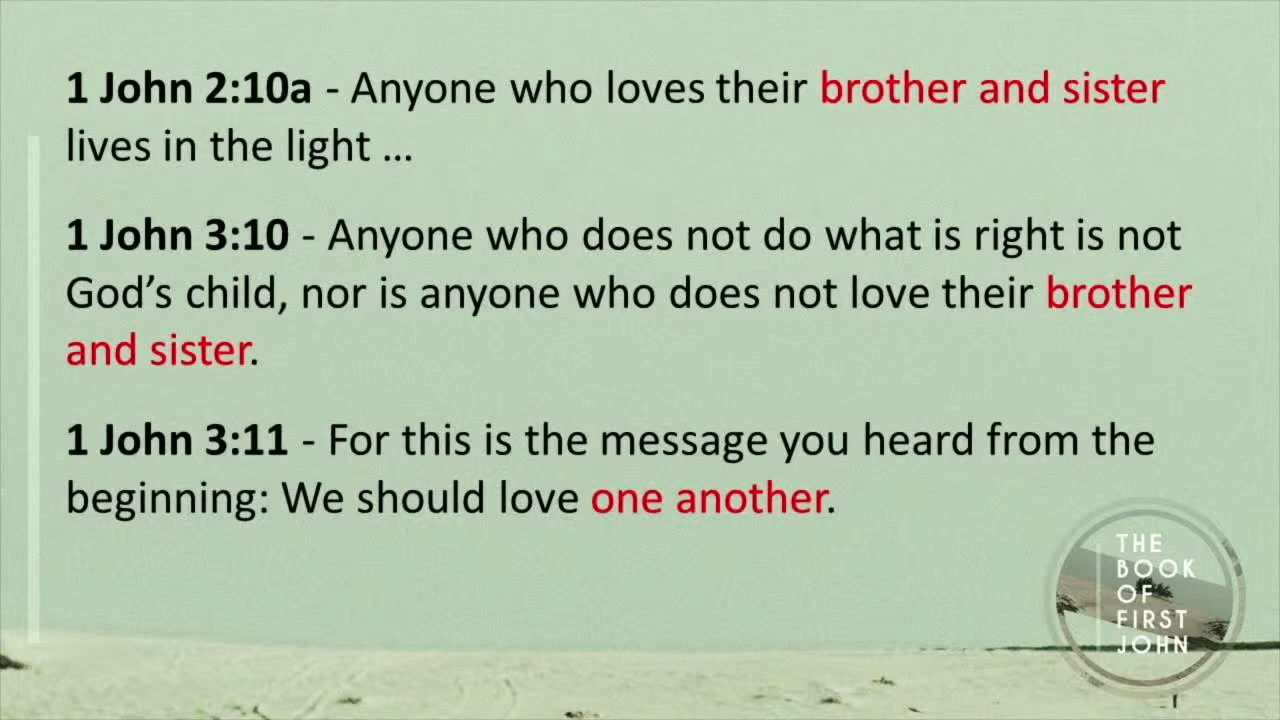 1 John 2:10a - Anyone who loves their brother and sister
lives in the light ...
1 John 3:10 - Anyone who does not do what is right is not
God’s child, nor is anyone who does not love their brother
and sister.
1 John 3:11 - For this is the message you heard from the
beginning: We should love one another.
THE
BOOK
OF
FIRST
JOHN